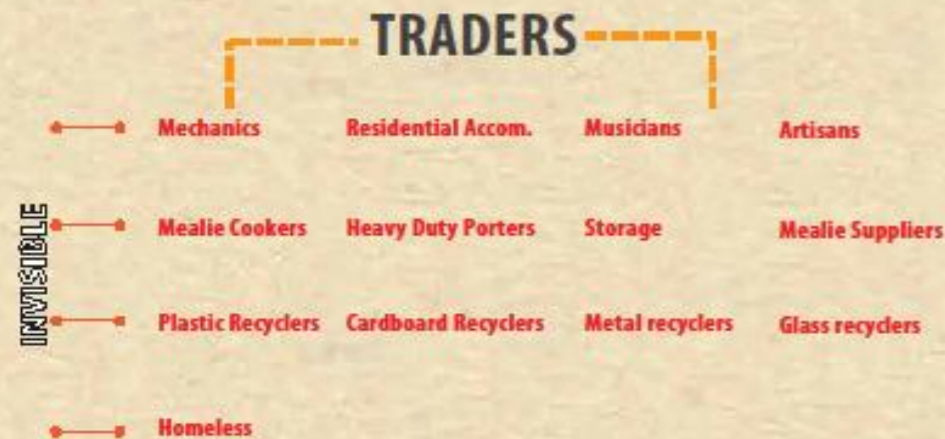 TRADERS
Mechanics Residential Accom. Musicians Artisans
INVISIBLE
Mealie Cookers Heavy Duty Porters Storage Mealie Suppliers
Plastic Recyclers Cardboard Recyclers Metal recyclers Glass recyclers
Homeless